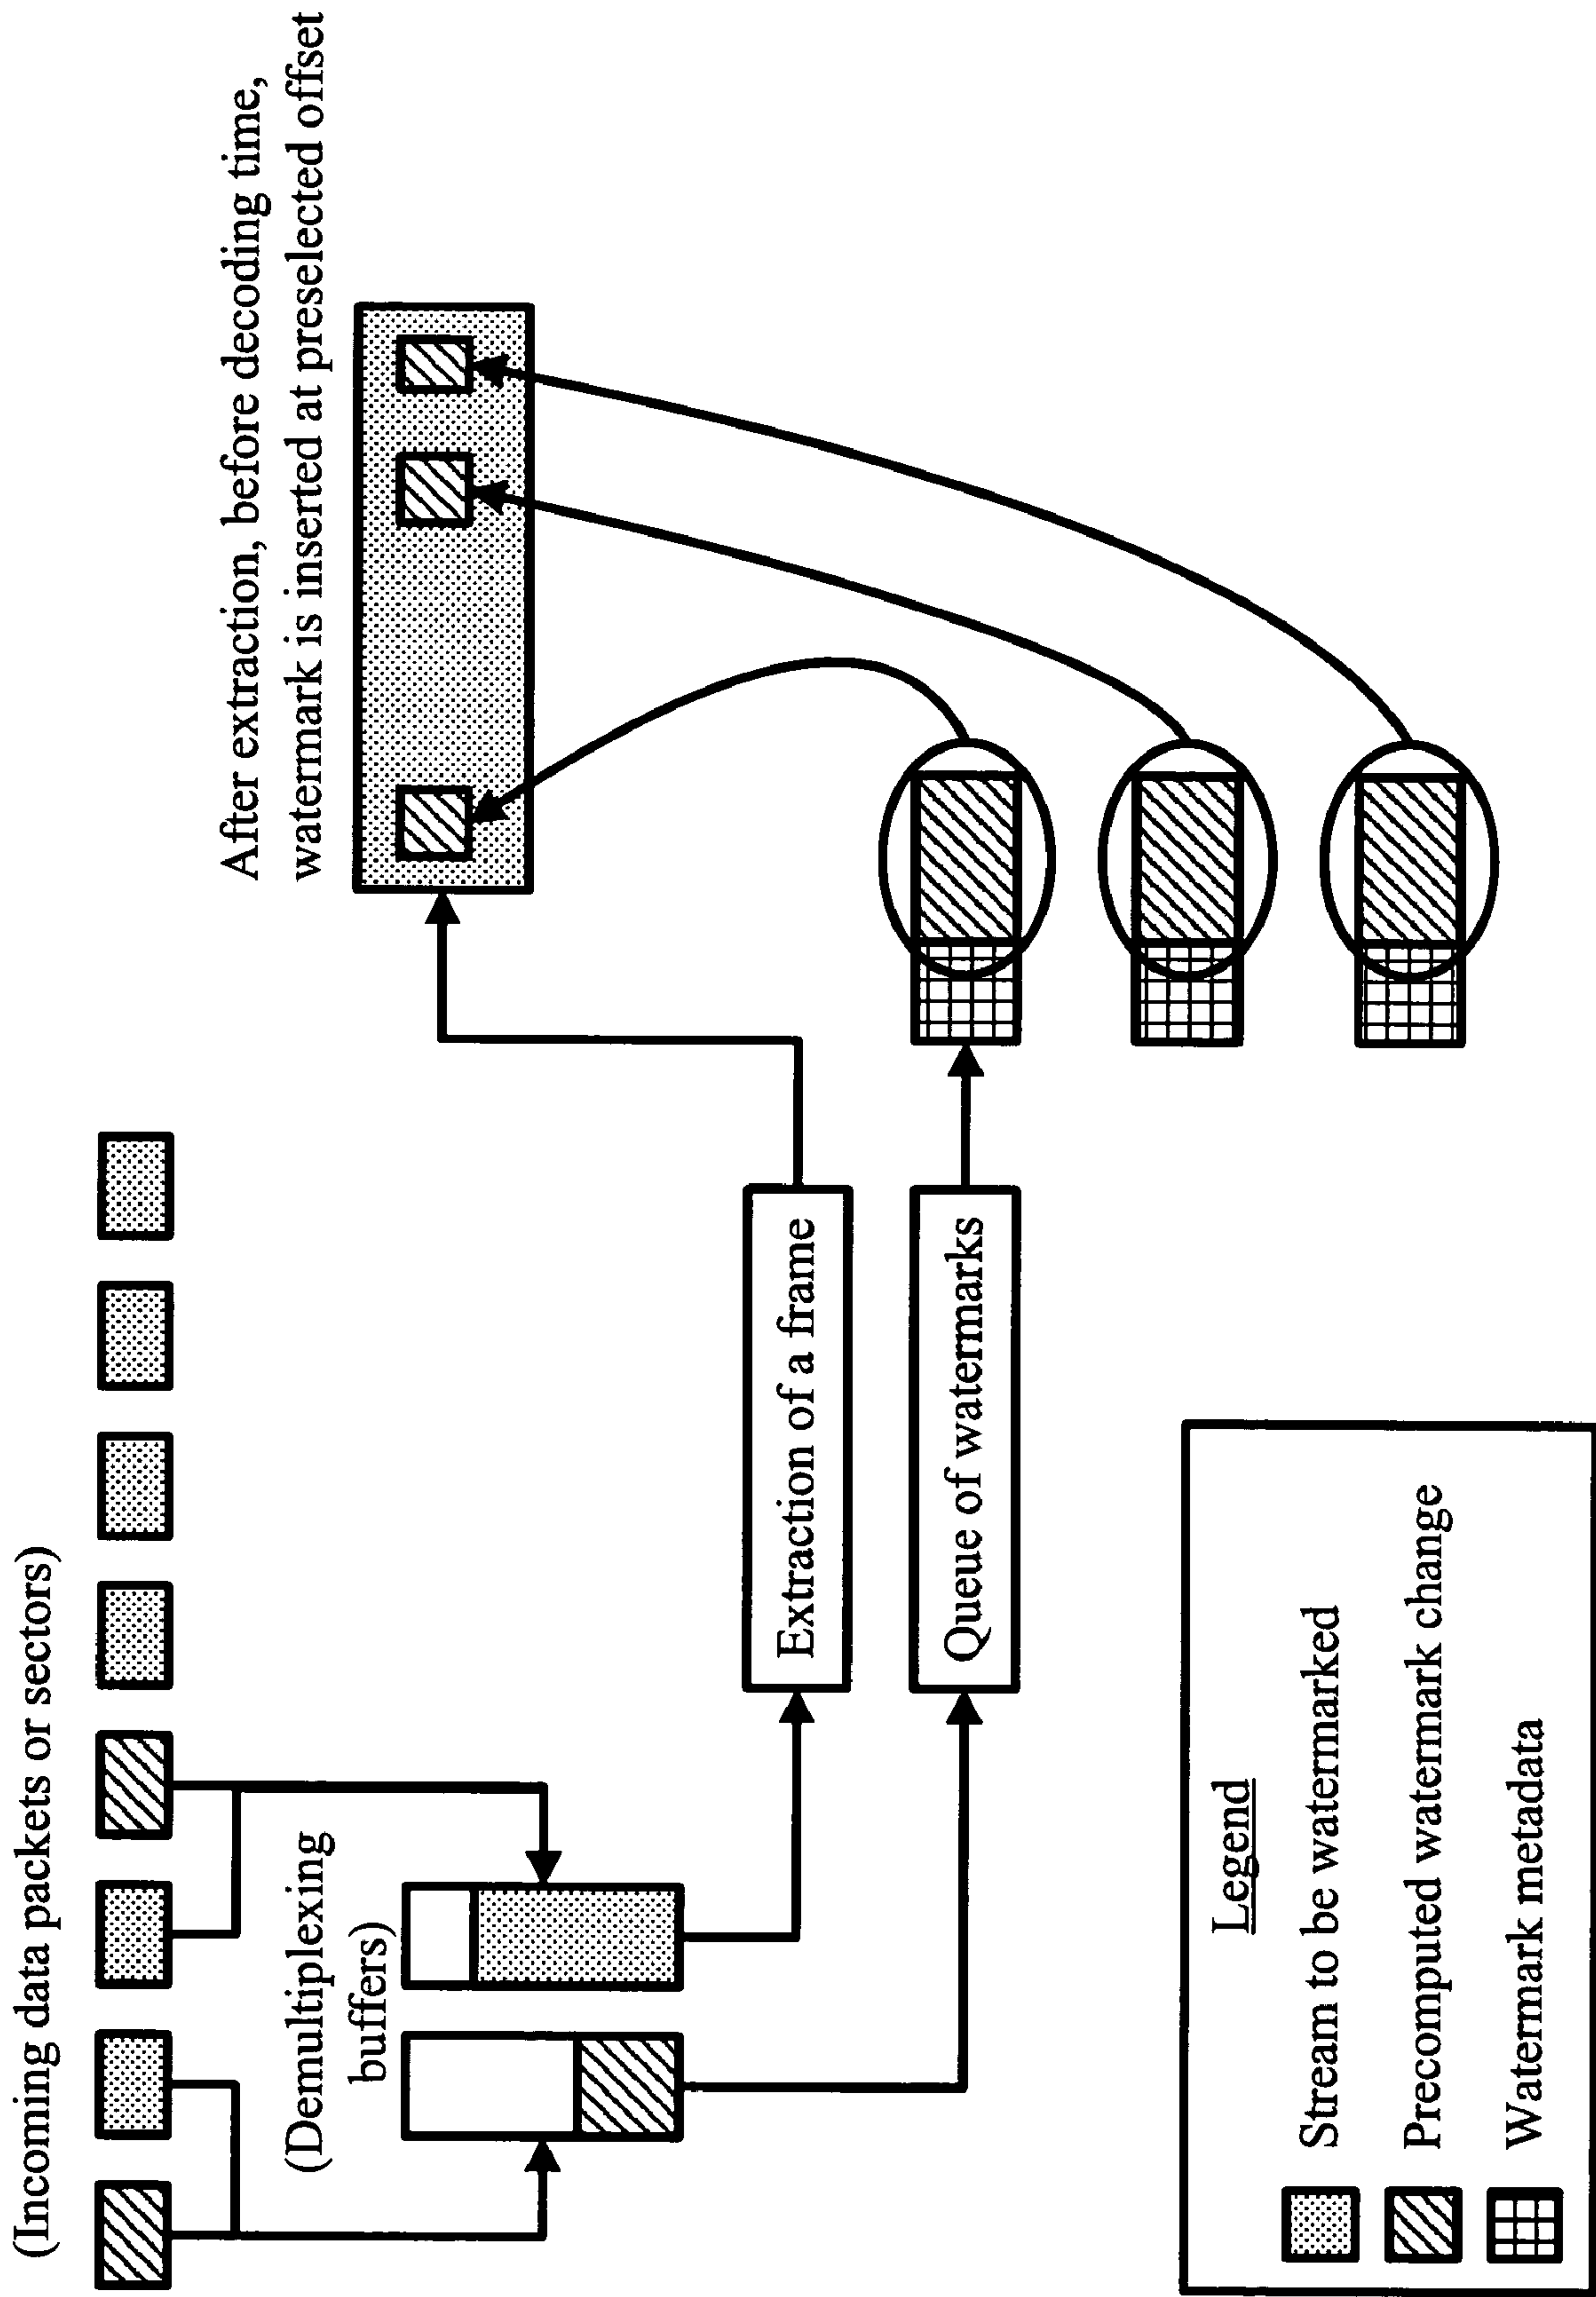 (Incoming data packets or sectors)
(Demultiplexing
buffers)
After extraction, before decoding time,
watermark is inserted at preselected offset
Extraction of a frame
Queue of watermarks
Legend
Stream to be watermarked
Precomputed watermark change
Watermark metadata